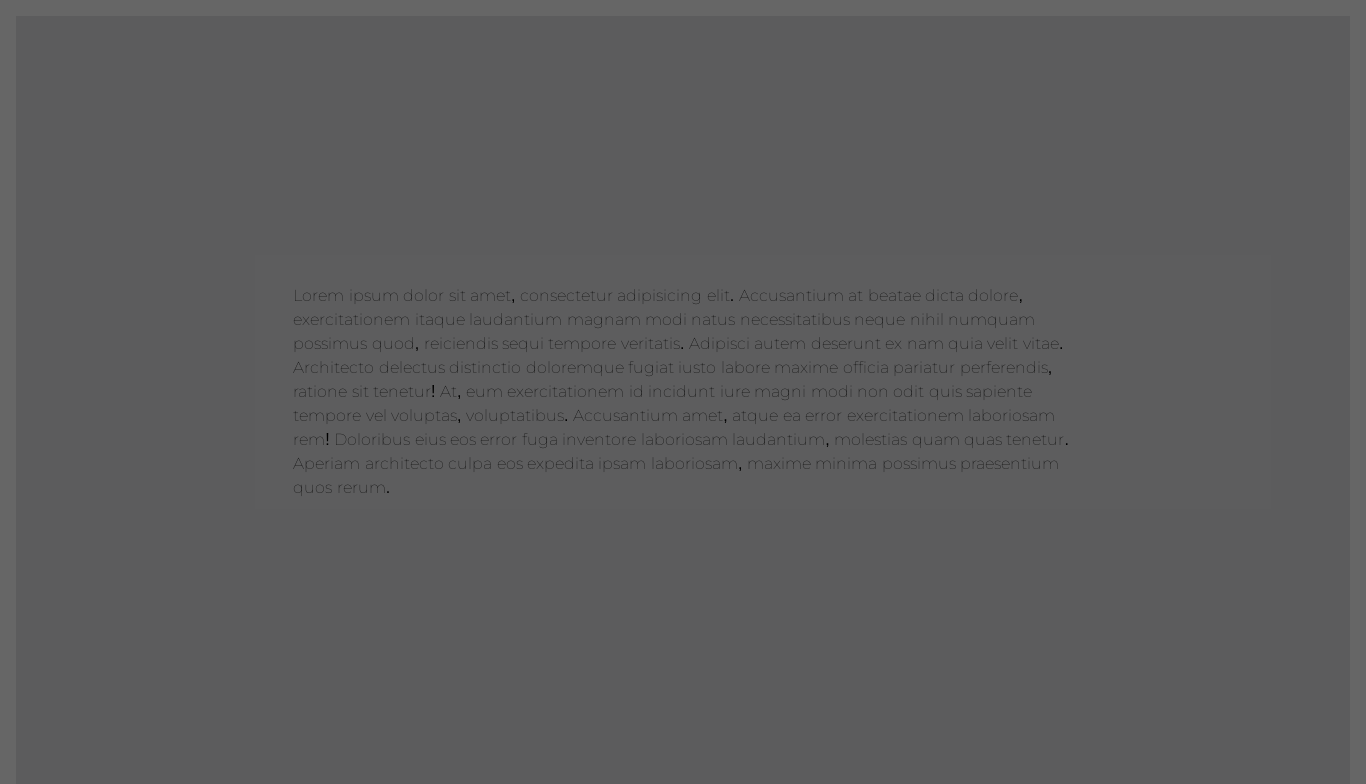 Lorem ipsum dolor sit amet, consectetur adipisicing elit. Accusantium at beatae dicta dolore,
exercitationem itaque laudantium magnam modi natus necessitatibus neque nihil numquam
possimus quod, reiciendis sequi tempore veritatis. Adipisci autem deserunt ex nam quia velit vitae.
Architecto delectus distinctio doloremque fugiat iusto labore maxime officia pariatur perferendis,
ratione sit tenetur! At, eum exercitationem id incidunt iure magni modi non odit quis sapiente
tempore vel voluptas, voluptatibus. Accusantium amet, atque ea error exercitationem laboriosam
rem! Doloribus eius eos error fuga inventore laboriosam laudantium, molestias quam quas tenetur.
Aperiam architecto culpa eos expedita ipsam laboriosam, maxime minima possimus praesentium
quos rerum.